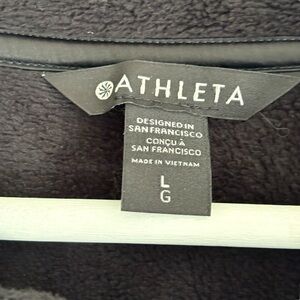 ATHLETA
DESIGNED IN
SAN FRANCISCO
CONÇU À
SAN FRANCISCO
MADE IN VIETNAM
L
G